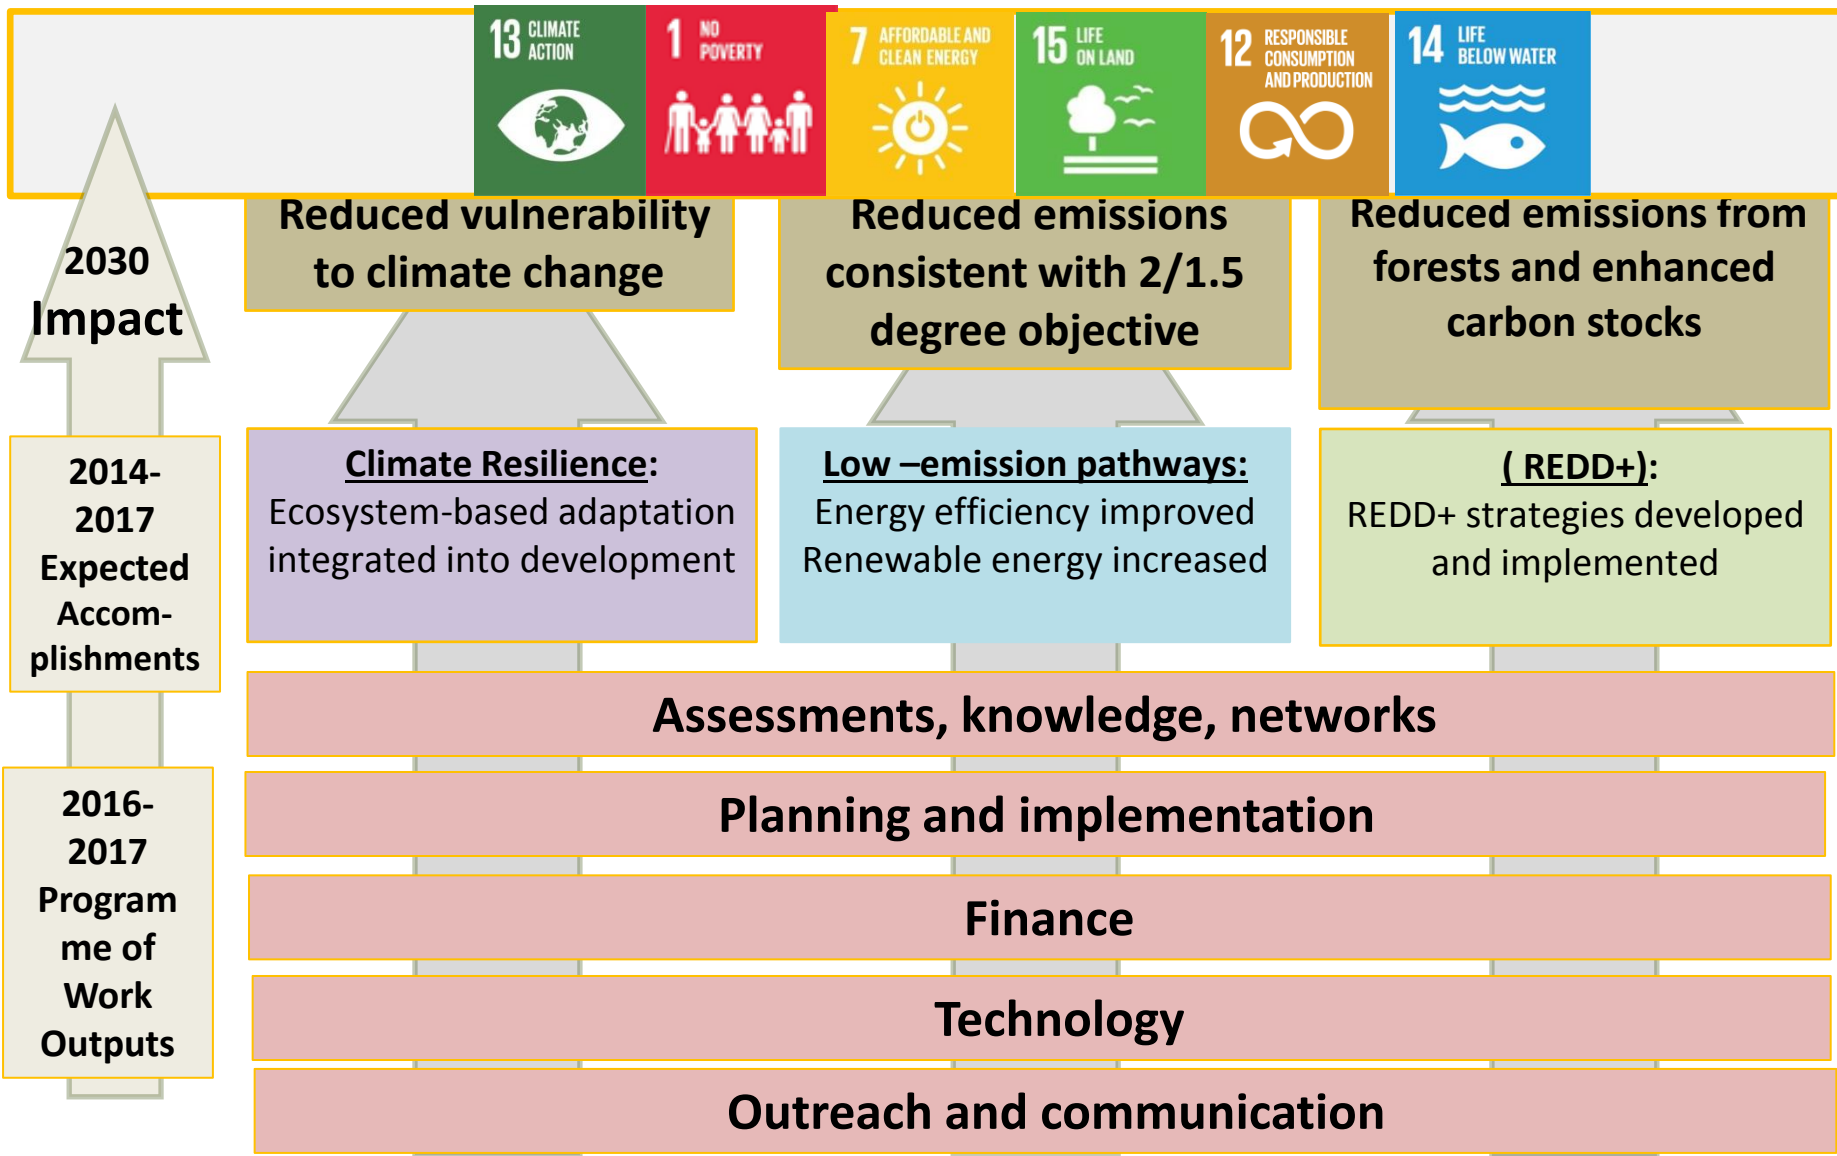 13 CLIMATE
ACTION
1 NO
POVERTY
7 AFFORDABLE AND
CLEAN ENERGY
15 LIFE
ON LAND
12 RESPONSIBLE
CONSUMPTION
AND PRODUCTION
14 LIFE
BELOW WATER
2030
Impact
Reduced vulnerability
to climate change
Reduced emissions
consistent with 2/1.5
degree objective
Reduced emissions from
forests and enhanced
carbon stocks
2014-
2017
Expected
Accom-
plishments
Climate Resilience:
Ecosystem-based adaptation
integrated into development
Low –emission pathways:
Energy efficiency improved
Renewable energy increased
( REDD+):
REDD+ strategies developed
and implemented
2016-
2017
Program
me of
Work
Outputs
Assessments, knowledge, networks
Planning and implementation
Finance
Technology
Outreach and communication